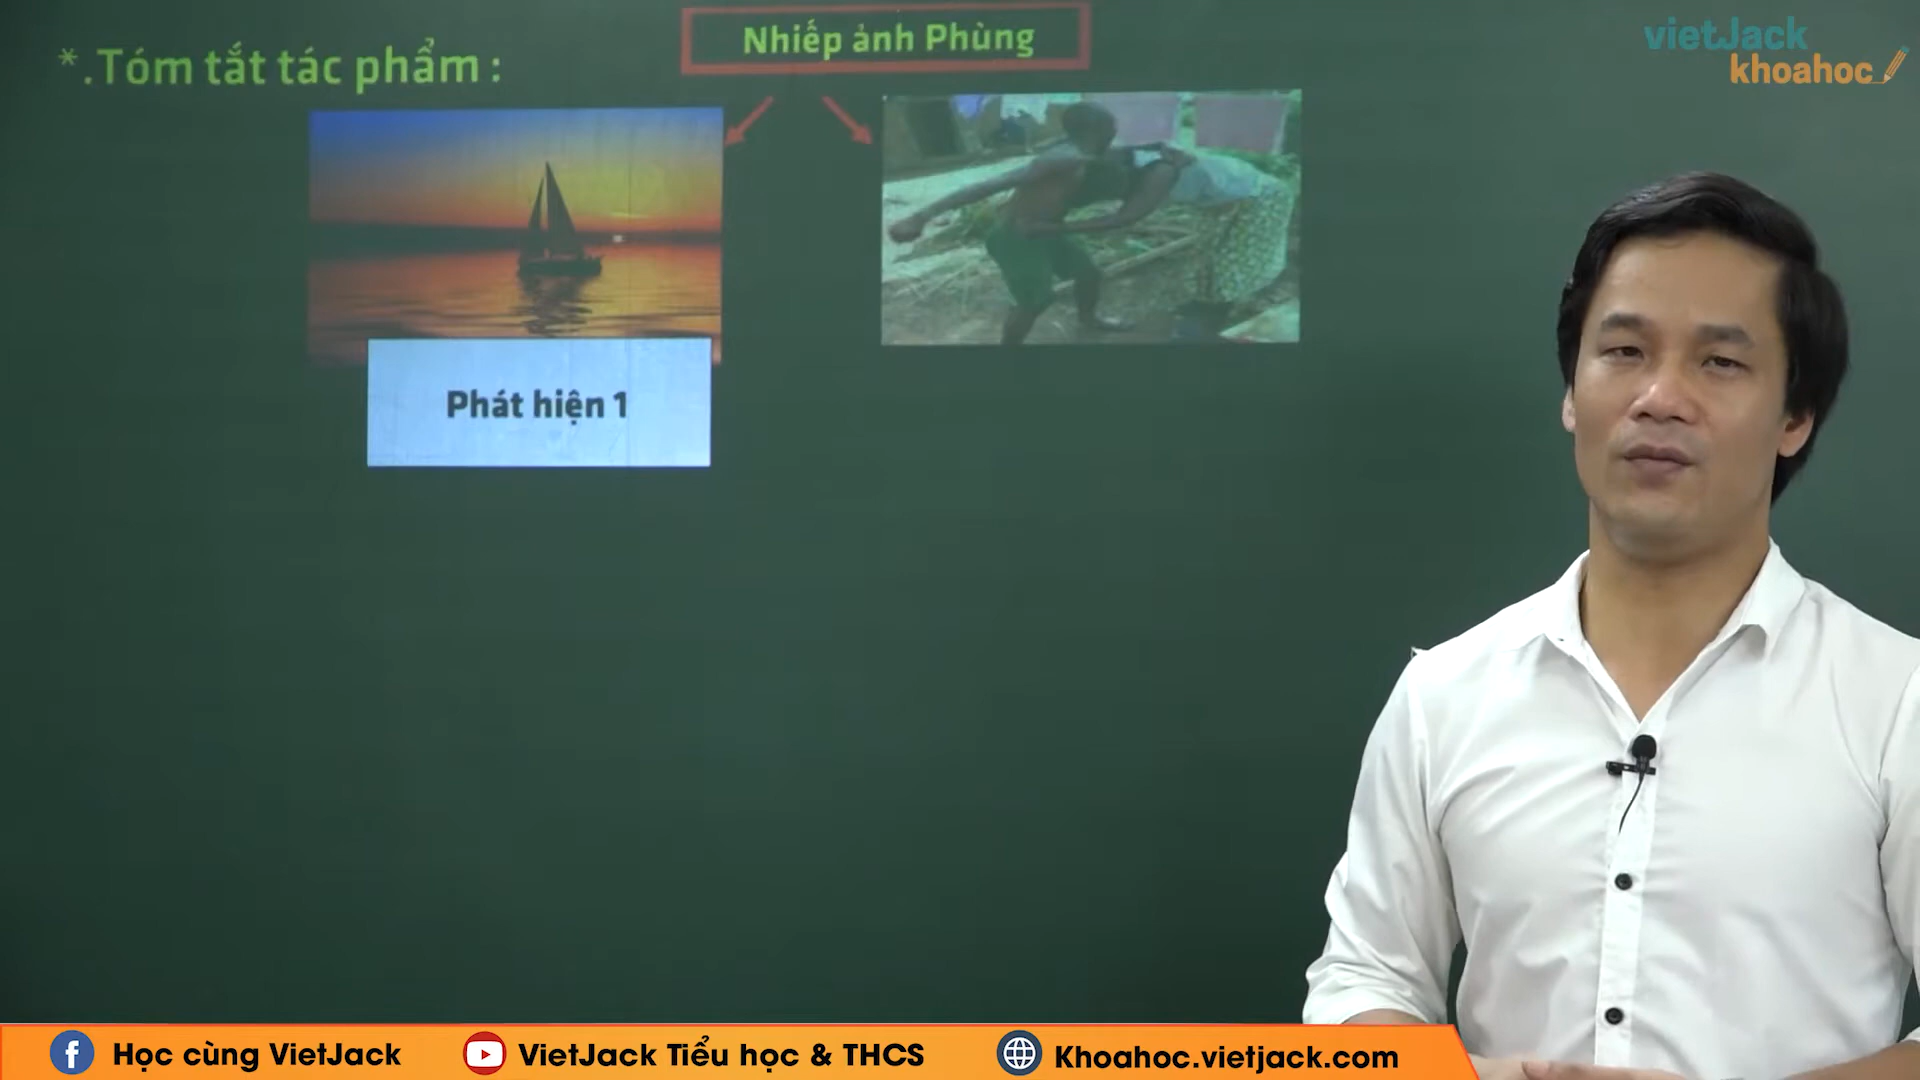 *.Tóm tắt tác phẩm :
Nhiếp ảnh Phùng
vietJack
khoahoc
Phát hiện 1
Học cùng VietJack
VietJack Tiểu học & THCS
Khoahoc.vietjack.com